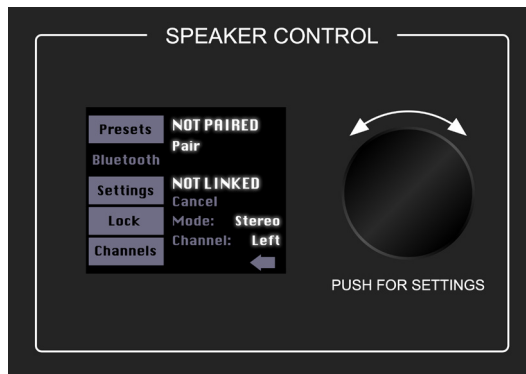 SPEAKER CONTROL
Presets
Bluetooth
Settings
Lock
Channels
NOT PAIRED
Pair
NOT LINKED
Cancel
Mode: Stereo
Channel: Left
PUSH FOR SETTINGS